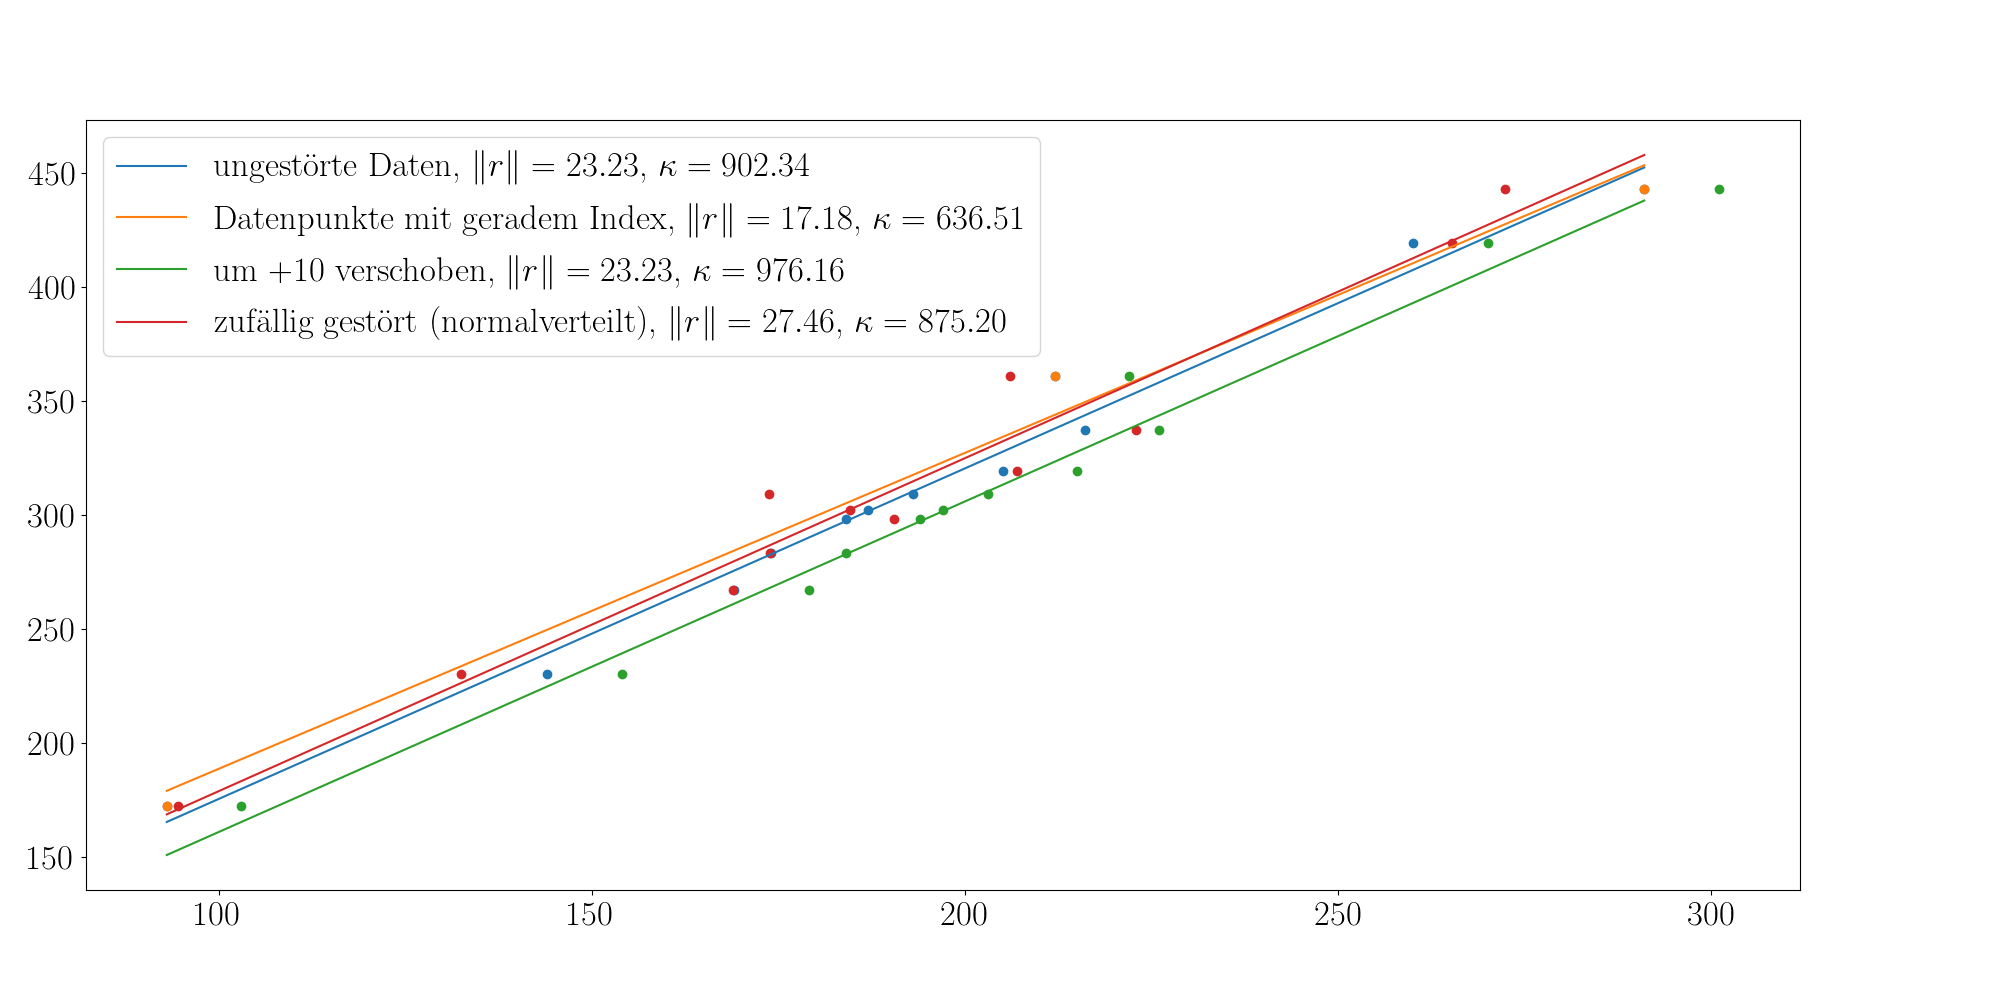 ungestörte Daten, ‖r‖ = 23.23, κ = 902.34
Datenpunkte mit geradem Index, ‖r‖ = 17.18, κ = 636.51
um +10 verschoben, ‖r‖ = 23.23, κ = 976.16
zufällig gestört (normalverteilt), ‖r‖ = 27.46, κ = 875.20
450
400
350
300
250
200
150
100 150 200 250 300